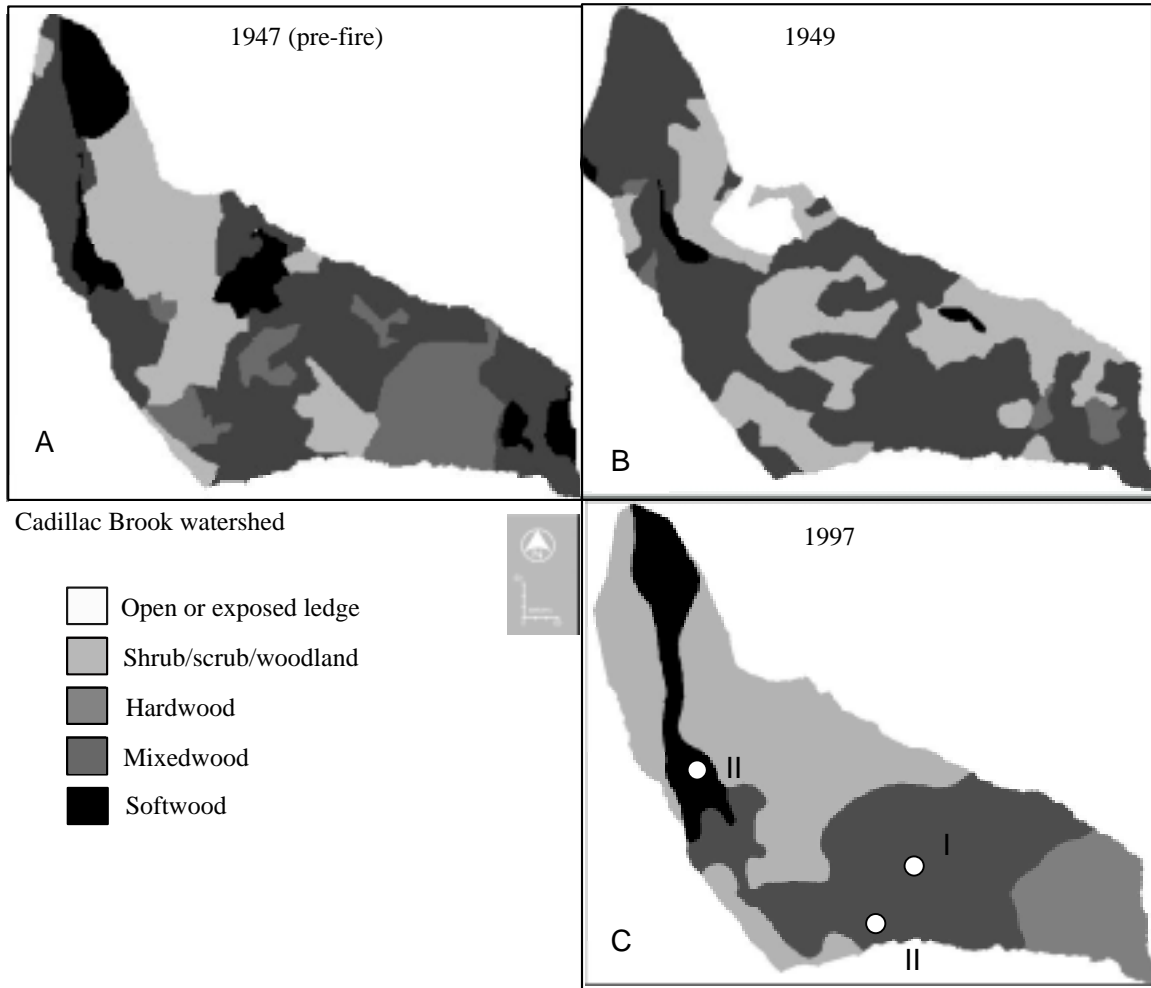 1947 (pre-fire)
1949
A
B
Cadillac Brook watershed
Open or exposed ledge
Shrub/scrub/woodland
Hardwood
Mixedwood
Softwood
1997
II
I
II
C